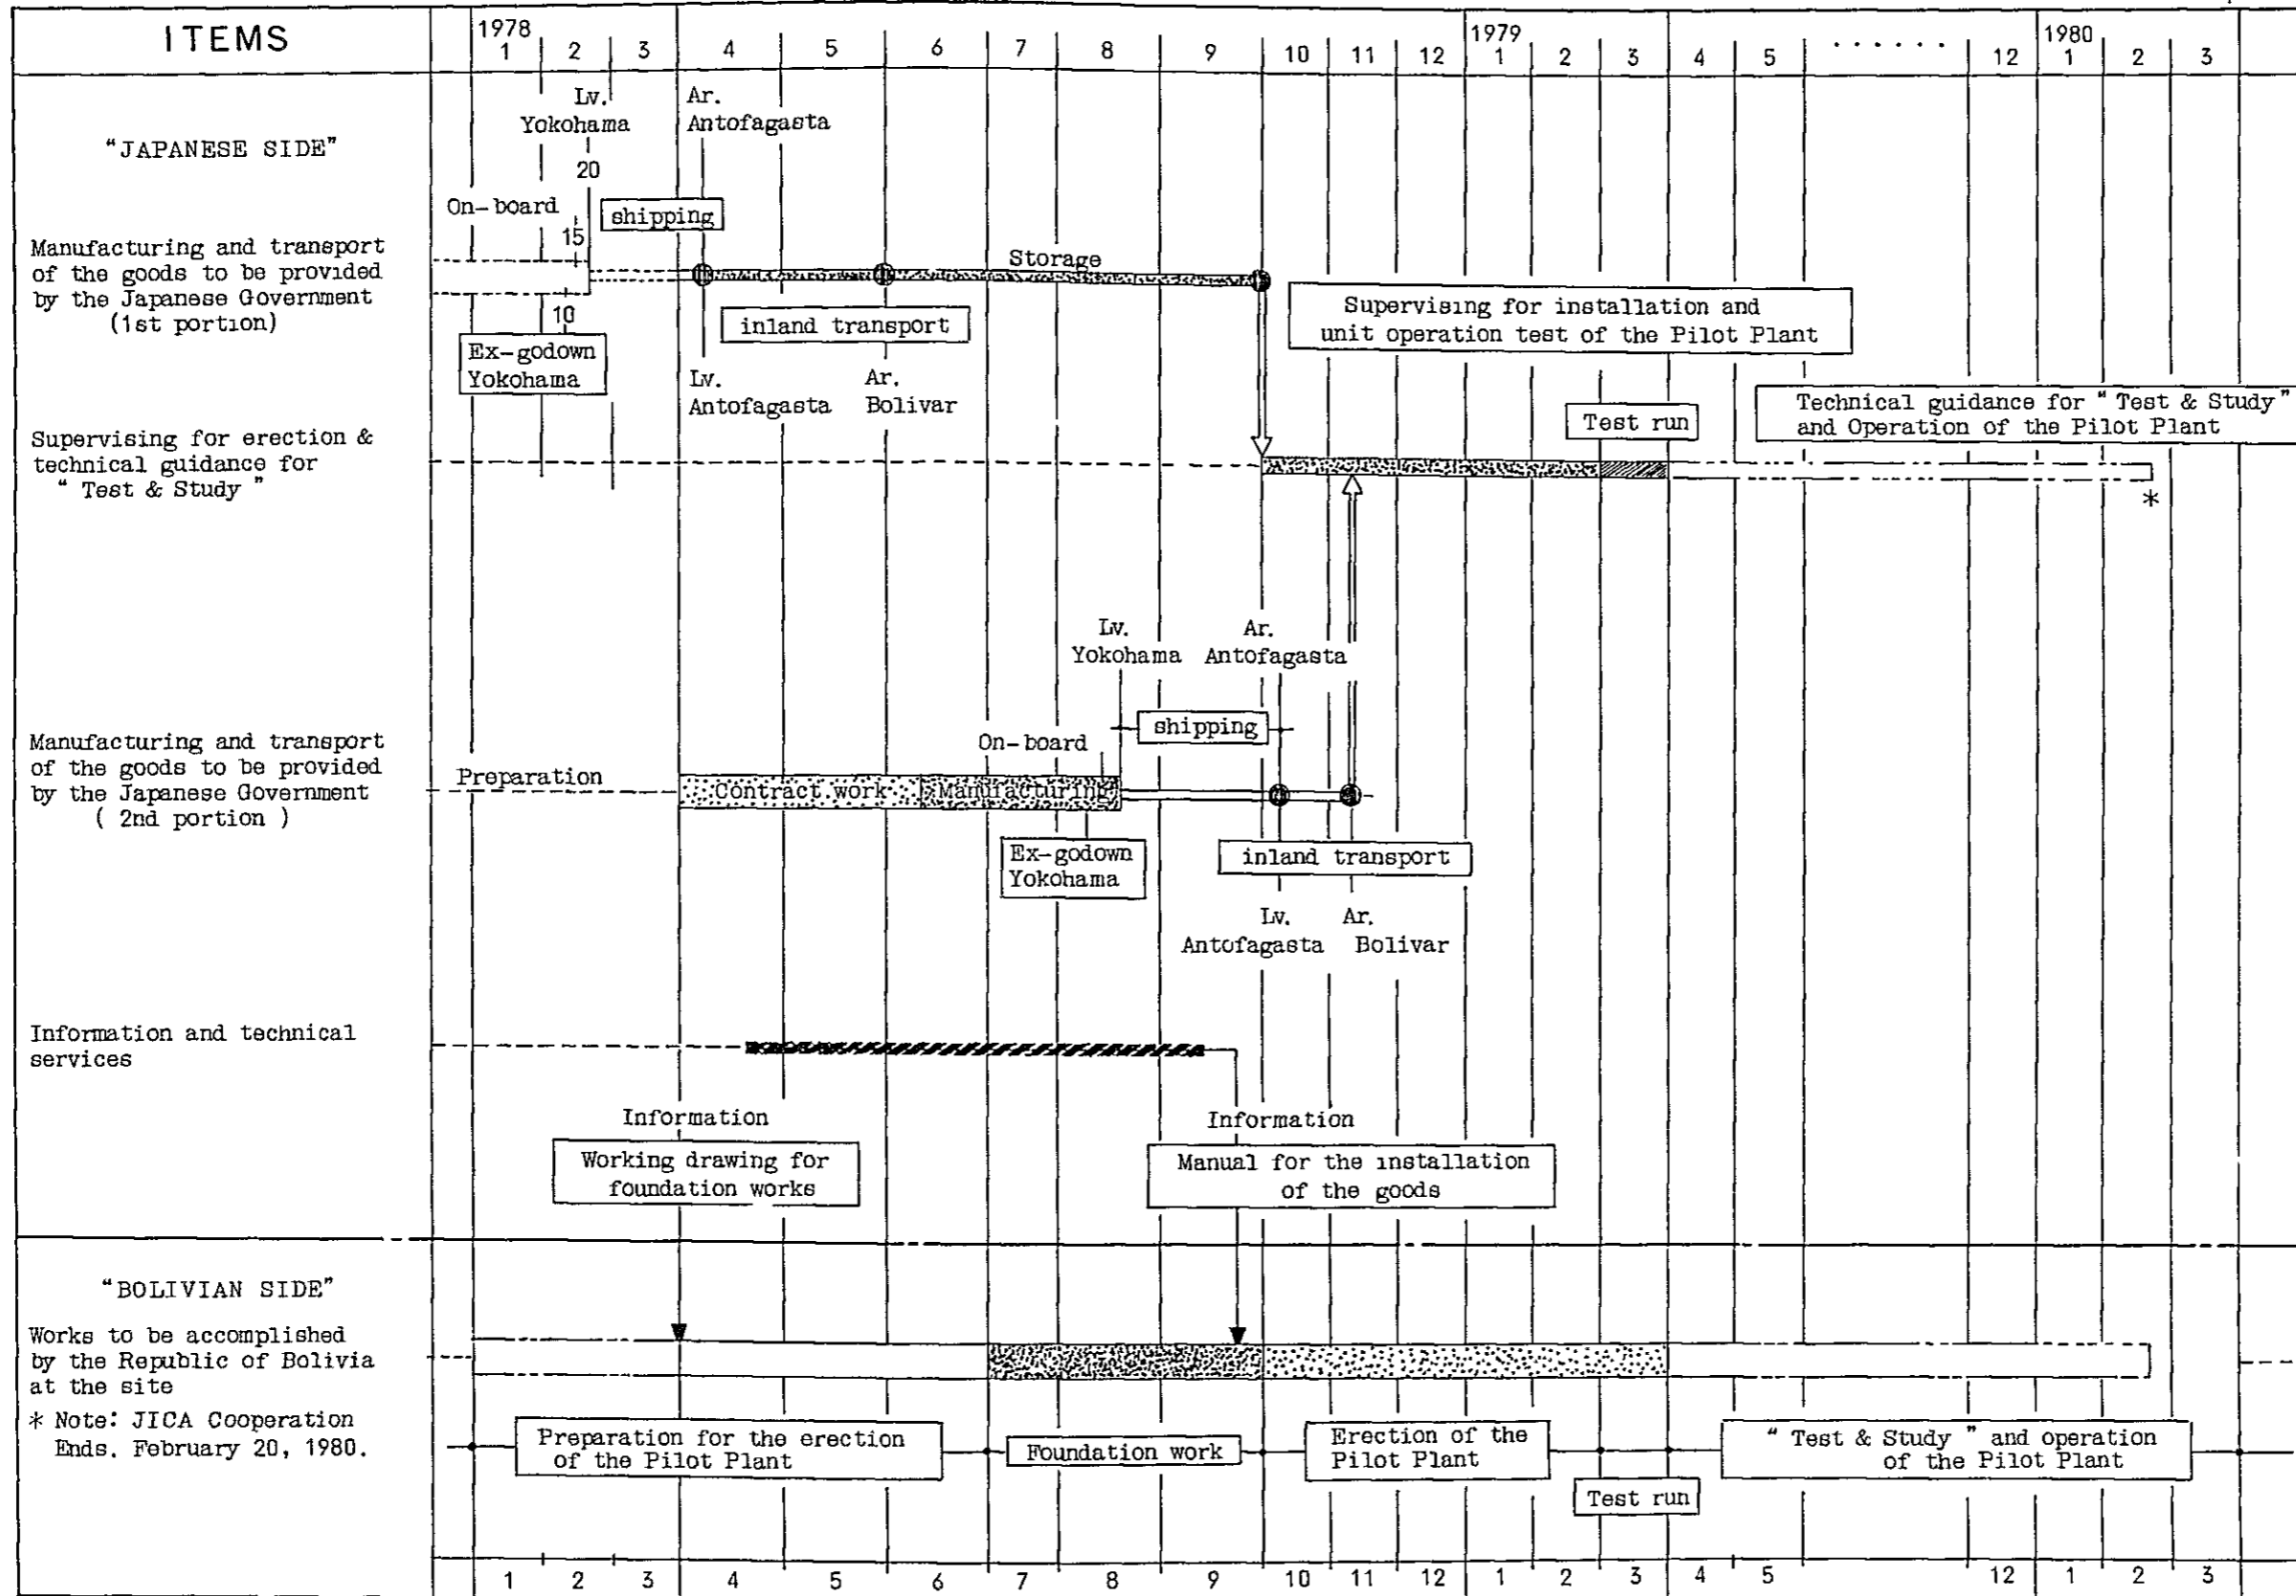 ITEMS
1978
1 2 3 4 5 6 7 8 9 10 11 12
1979
1 2 3 4 5 ...... 12
1980
1 2 3
"JAPANESE SIDE"
Lv.
Yokohama
20
Ar.
Antofagasta
On-board
15
shipping
Manufacturing and transport
of the goods to be provided
by the Japanese Government
(1st portion)
10
Ex-godown
Yokohama
Storage
inland transport
Lv.
Antofagasta
Ar.
Bolivar
Supervising for installation and
unit operation test of the Pilot Plant
Supervising for erection &
technical guidance for
" Test & Study "
Test run
Technical guidance for " Test & Study "
and Operation of the Pilot Plant
*
Lv.
Yokohama
Ar.
Antofagasta
shipping
On-board
Manufacturing and transport
of the goods to be provided
by the Japanese Government
( 2nd portion )
Preparation
Contract work
Manufacturing
Ex-godown
Yokohama
inland transport
Lv.
Antofagasta
Ar.
Bolivar
Information and technical
services
Information
Working drawing for
foundation works
Information
Manual for the installation
of the goods
"BOLIVIAN SIDE"
Works to be accomplished
by the Republic of Bolivia
at the site
* Note: JICA Cooperation
Ends. February 20, 1980.
Preparation for the erection
of the Pilot Plant
Foundation work
Erection of the
Pilot Plant
Test run
" Test & Study " and operation
of the Pilot Plant
1 2 3 4 5 6 7 8 9 10 11 12 1 2 3 4 5 12 1 2 3